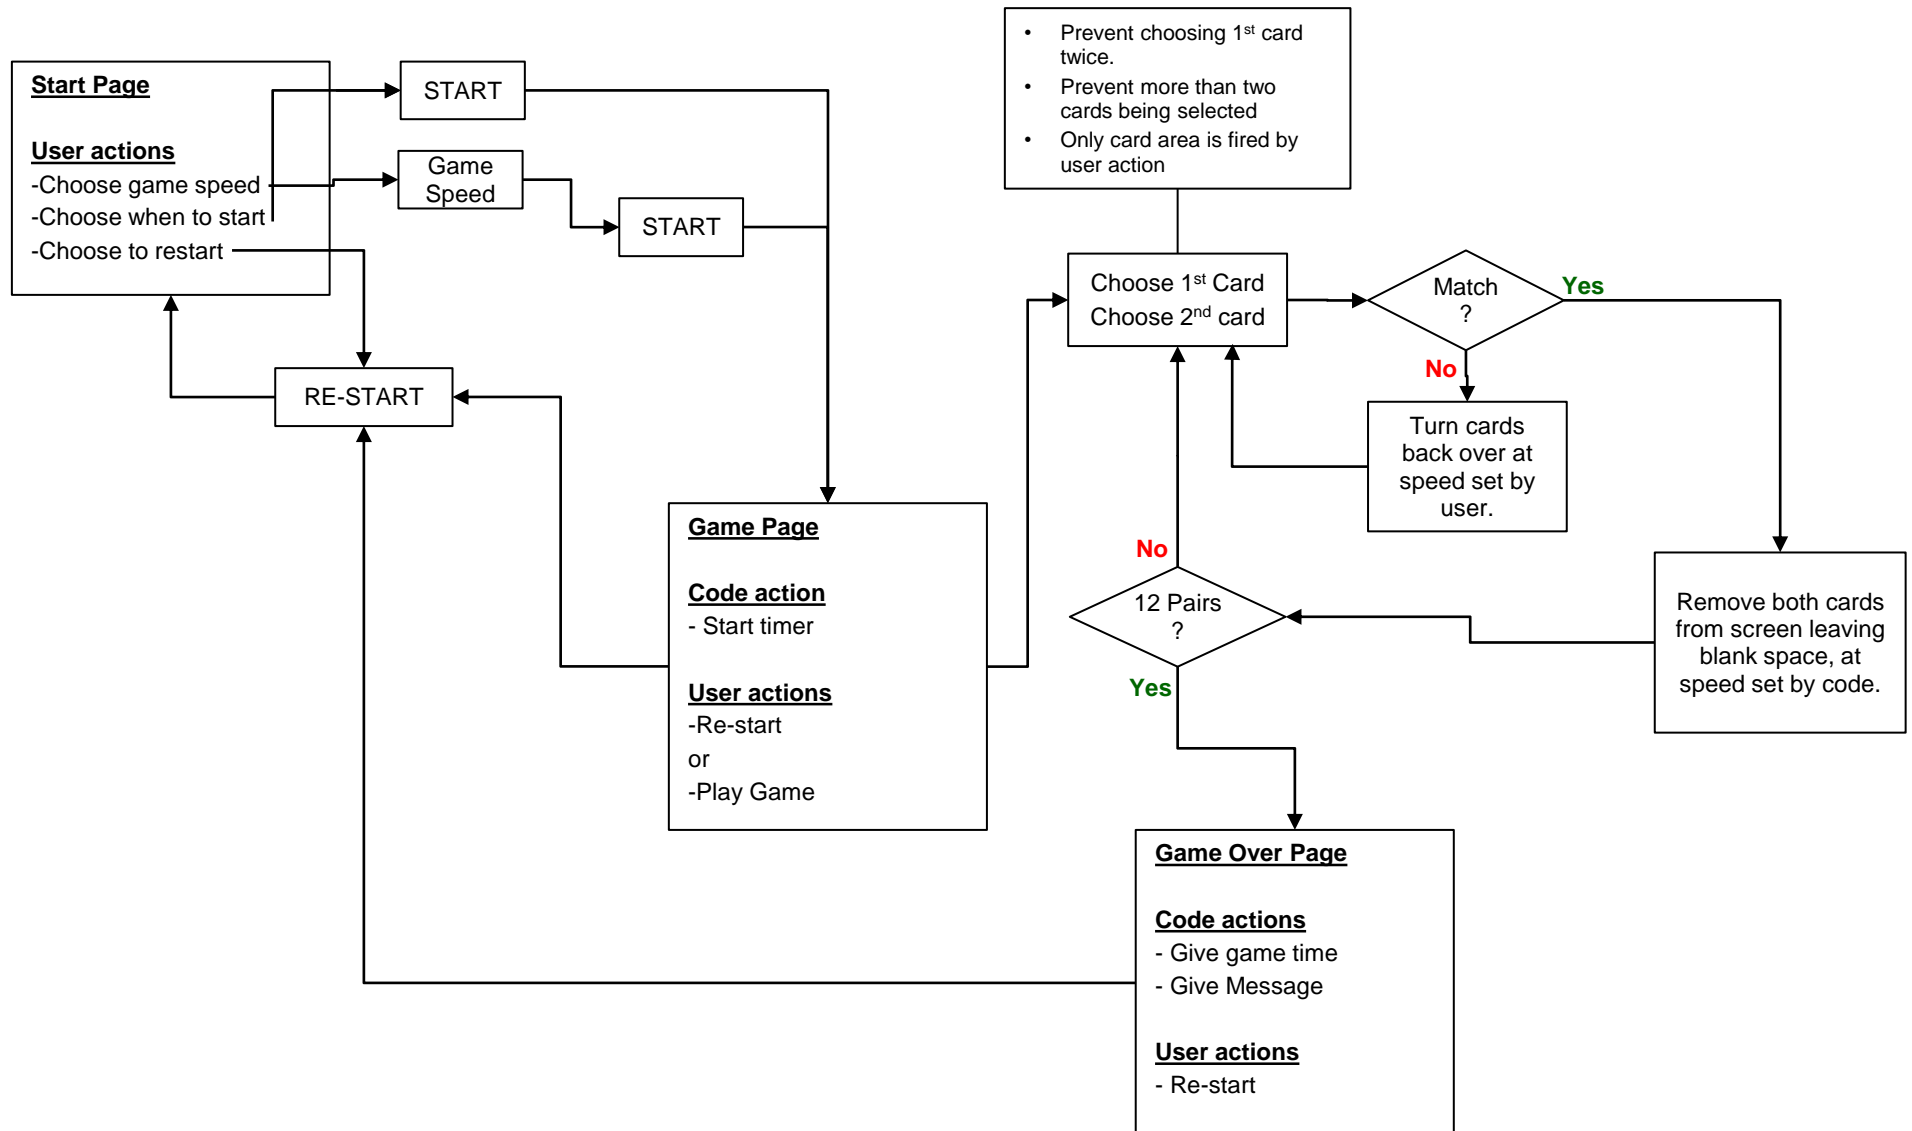 Start Page
User actions
-Choose game speed
-Choose when to start
-Choose to restart
START
Game
Speed
START
RE-START
• Prevent choosing 1st card
twice.
• Prevent more than two
cards being selected
• Only card area is fired by
user action
Choose 1st Card
Choose 2nd card
Match
?
Yes
No
Turn cards
back over at
speed set by
user.
Remove both cards
from screen leaving
blank space, at
speed set by code.
12 Pairs
?
No
Yes
Game Page
Code action
- Start timer
User actions
-Re-start
or
-Play Game
Game Over Page
Code actions
- Give game time
- Give Message
User actions
- Re-start